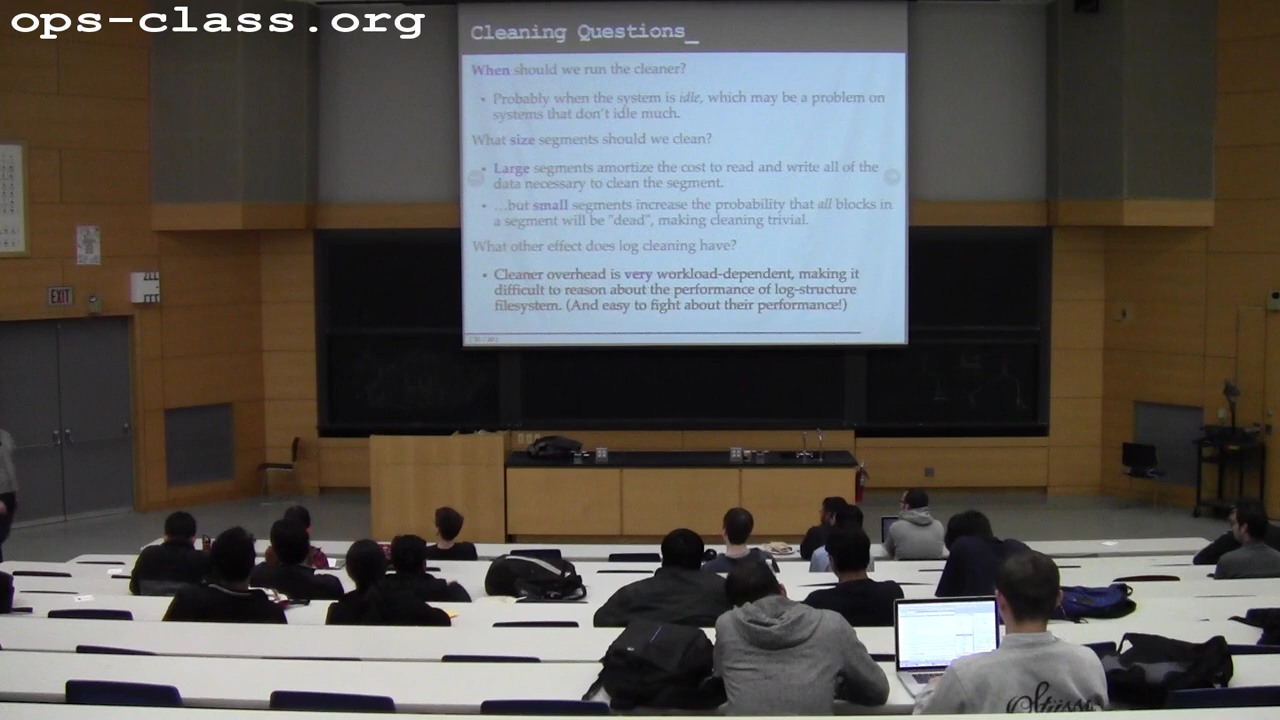 ops-class.org
Cleaning Questions_
When should we run the cleaner?
• Probably when the system is idle, which may be a problem on
systems that don't idle much.
What size segments should we clean?
• Large segments amortize the cost to read and write all of the
data necessary to clean the segment.
• ...but small segments increase the probability that all blocks in
a segment will be "dead", making cleaning trivial.
What other effect does log cleaning have?
• Cleaner overhead is very workload-dependent, making it
difficult to reason about the performance of log-structure
filesystem. (And easy to fight about their performance!)
EXIT
Stüssy